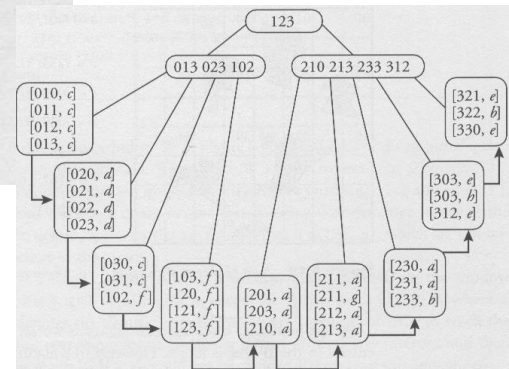 123
013 023 102
210 213 233 312
[010, c]
[011, c]
[012, c]
[013, c]
[020, d]
[021, d]
[022, d]
[023, d]
[030, c]
[031, c]
[102, f]
[103, f]
[120, f]
[121, f]
[123, f]
[201, a]
[203, a]
[210, a]
[211, a]
[211, g]
[212, a]
[213, a]
[230, a]
[231, a]
[233, b]
[303, e]
[303, b]
[312, e]
[321, e]
[322, b]
[330, e]